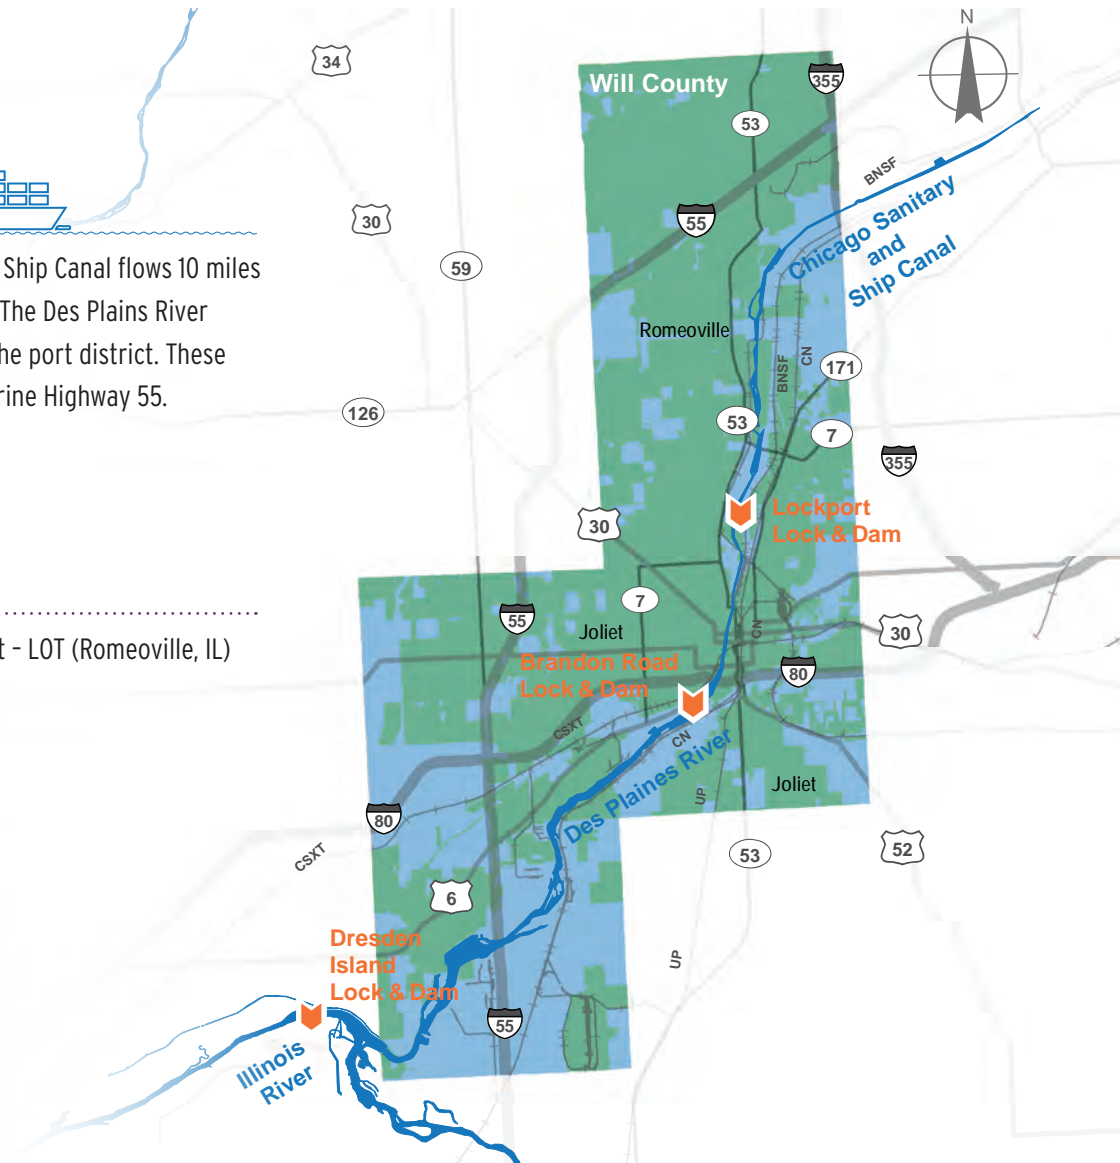 Ship Canal flows 10 miles
The Des Plains River
he port district. These
rine Highway 55.
t – LOT (Romeoville, IL)
N
34
Will County
355
53
BNSF
30
55
59
Chicago Sanitary
and
Ship Canal
Romeoville
BNSF
CN
171
126
53
7
355
Lockport
Lock & Dam
30
7
55
Joliet
CN
30
Brandon Road
Lock & Dam
80
CSXT
CN
Des Plaines River
UP
Joliet
80
CSXT
53
52
6
Dresden
Island
Lock & Dam
UP
55
Illinois
River